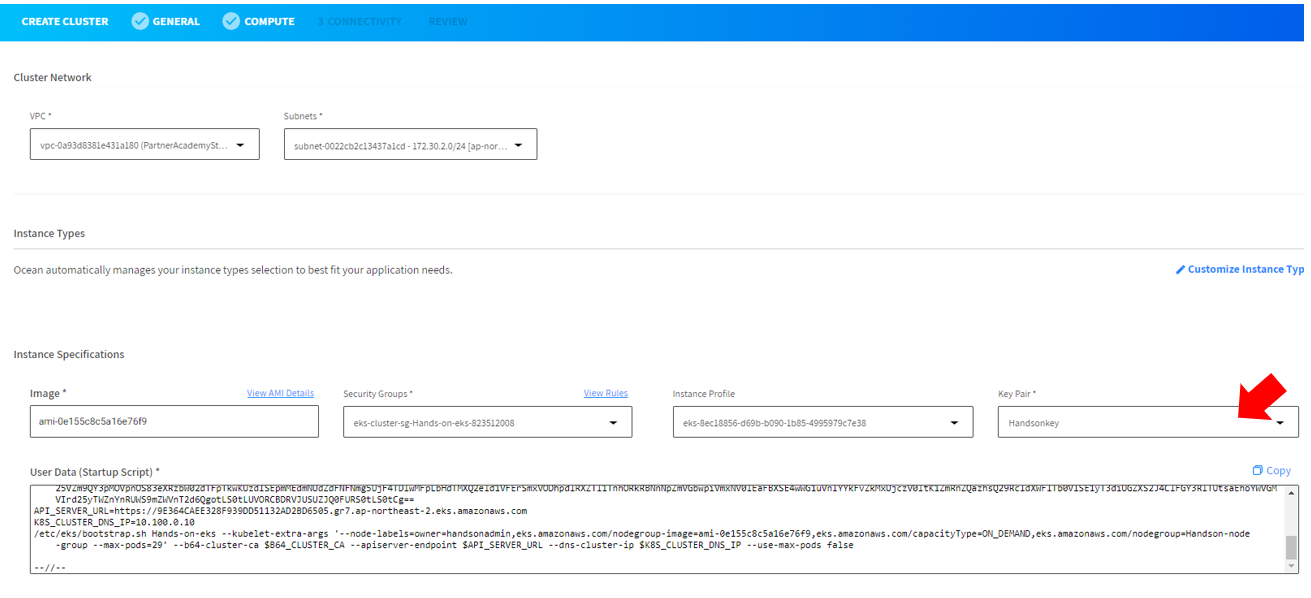 CREATE CLUSTER GENERAL COMPUTE 3 CONNECTIVITY REVIEW
Cluster Network
VPC * Subnets *
vpc-0a93d8381e431a180 (PartnerAcademySt... subnet-0022cb2c13437a1cd - 172.30.2.0/24 [ap-nor...
Instance Types
Ocean automatically manages your instance types selection to best fit your application needs. Customize Instance Typ
Instance Specifications
Image * View AMI Details Security Groups * View Rules Instance Profile Key Pair *
ami-0e155c8c5a16e76f9 eks-cluster-sg-Hands-on-eks-823512008 eks-8ec18856-d69b-b090-1b85-4995979c7e38 Handsonkey
User Data (Startup Script) * Copy
API_SERVER_URL=https://9E364CAEE328F939DD51132AD2BD6505.gr7.ap-northeast-2.eks.amazonaws.com
K8S_CLUSTER_DNS_IP=10.100.0.10
/etc/eks/bootstrap.sh Hands-on-eks --kubelet-extra-args '--node-labels=owner=handsonadmin,eks.amazonaws.com/nodegroup-image=ami-0e155c8c5a16e76f9,eks.amazonaws.com/capacityType=ON_DEMAND,eks.amazonaws.com/nodegroup=Handson-node
-group --max-pods=29' --b64-cluster-ca $B64_CLUSTER_CA --apiserver-endpoint $API_SERVER_URL --dns-cluster-ip $K8S_CLUSTER_DNS_IP --use-max-pods false
--//--